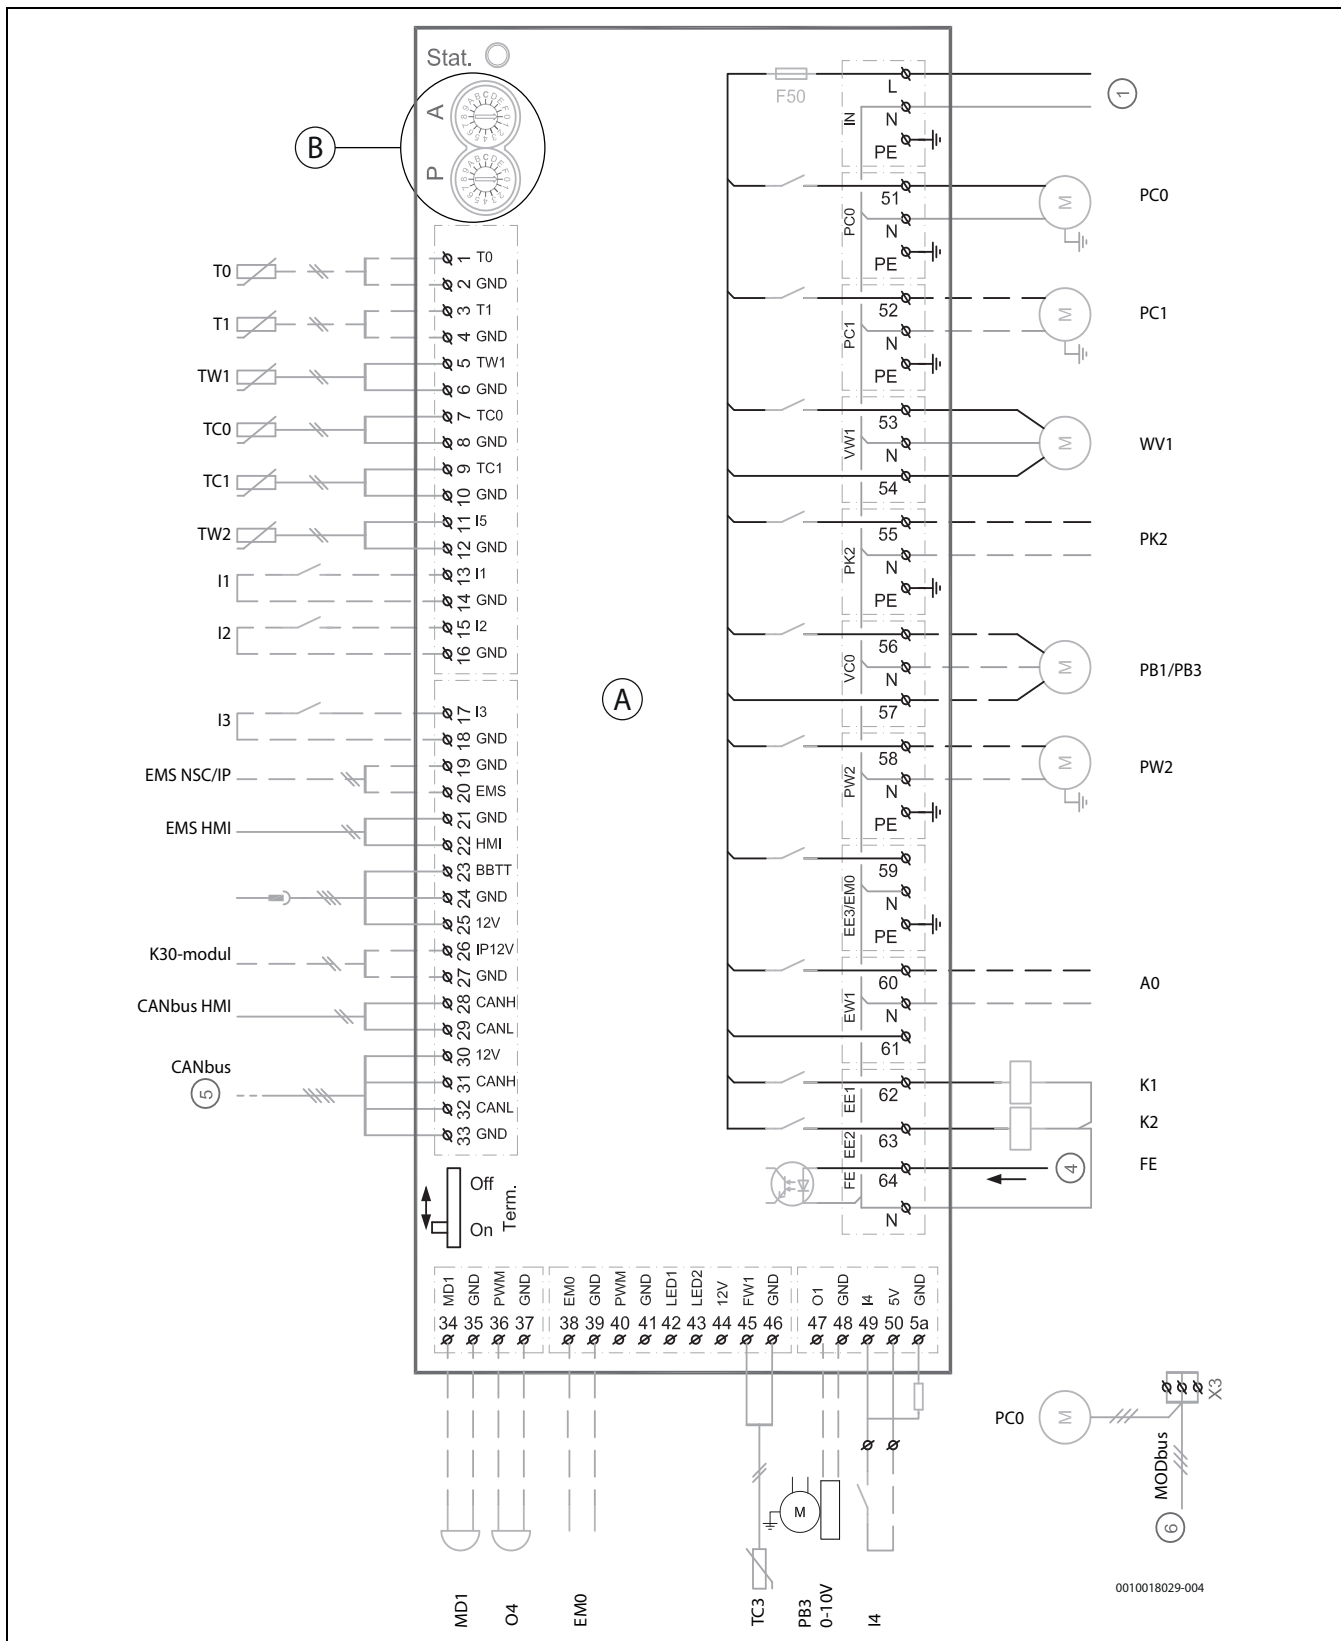 Stat.
A
P
B
A
T0
1 T0
2 GND
T1
3 T1
4 GND
TW1
5 TW1
6 GND
TC0
7 TC0
8 GND
TC1
9 TC1
10 GND
TW2
11 I5
12 GND
I1
13 I1
14 GND
I2
15 I2
16 GND
I3
17 I3
18 GND
EMS NSC/IP
19 GND
20 EMS
EMS HMI
21 GND
22 HMI
23 BBTT
24 GND
25 12V
K30-modul
26 IP12V
27 GND
CANbus HMI
28 CANH
29 CANL
CANbus
5
30 12V
31 CANH
32 CANL
33 GND
Off
On
Term.
F50
IN
L
N
PE
1
PC0
51
N
PE
PC0
M
PC1
52
N
PE
PC1
M
VW1
53
N
54
WV1
M
PK2
55
N
PE
PK2
VC0
56
N
57
PB1/PB3
M
PW2
58
N
PE
PW2
M
EE3/EM0
59
N
PE
EW1
60
N
61
A0
EE1
62
K1
EE2
63
K2
FE
64
N
4
FE
MD1 GND PWM GND
34 35 36 37
EM0 GND PWM GND LED1 LED2 12V FW1 GND
38 39 40 41 42 43 44 45 46
O1 GND I4 5V GND
47 48 49 50 5a
MD1
O4
EM0
TC3
PB3
0-10V
I4
M
PC0
M
X3
MODbus
6
0010018029-004